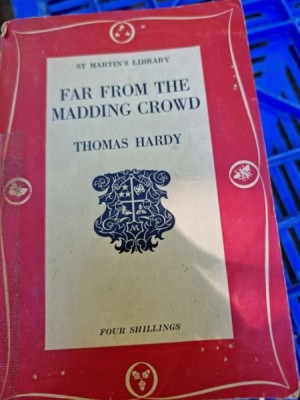 ST MARTIN'S LIBRARY
FAR FROM THE
MADDING CROWD
THOMAS HARDY
M
FOUR SHILLINGS